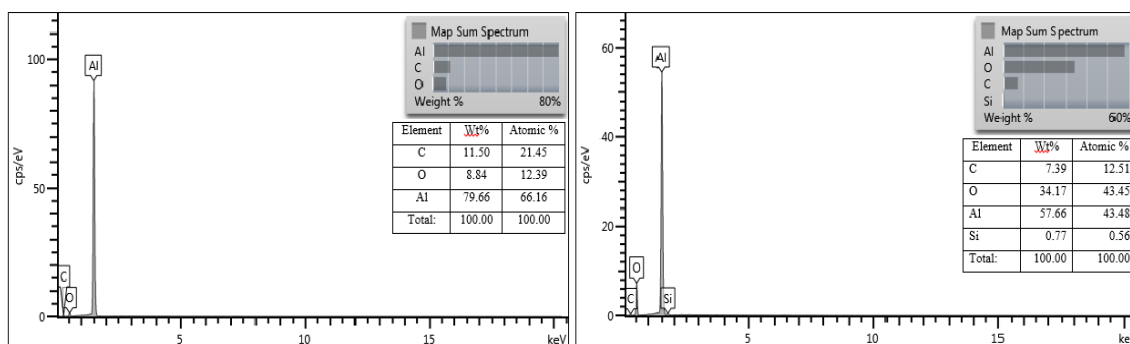 Map Sum Spectrum
Al
C
O
Weight % 80%
100
Al
Element Wt% Atomic %
C 11.50 21.45
O 8.84 12.39
Al 79.66 66.16
Total: 100.00 100.00
cps/eV
50
C
O
0
5 10 15 keV
Map Sum Spectrum
Al
O
C
Si
Weight % 60%
60
Al
Element Wt% Atomic %
C 7.39 12.51
O 34.17 43.45
Al 57.66 43.48
Si 0.77 0.56
Total: 100.00 100.00
40
cps/eV
20
O
C Si
0
5 10 15 ke